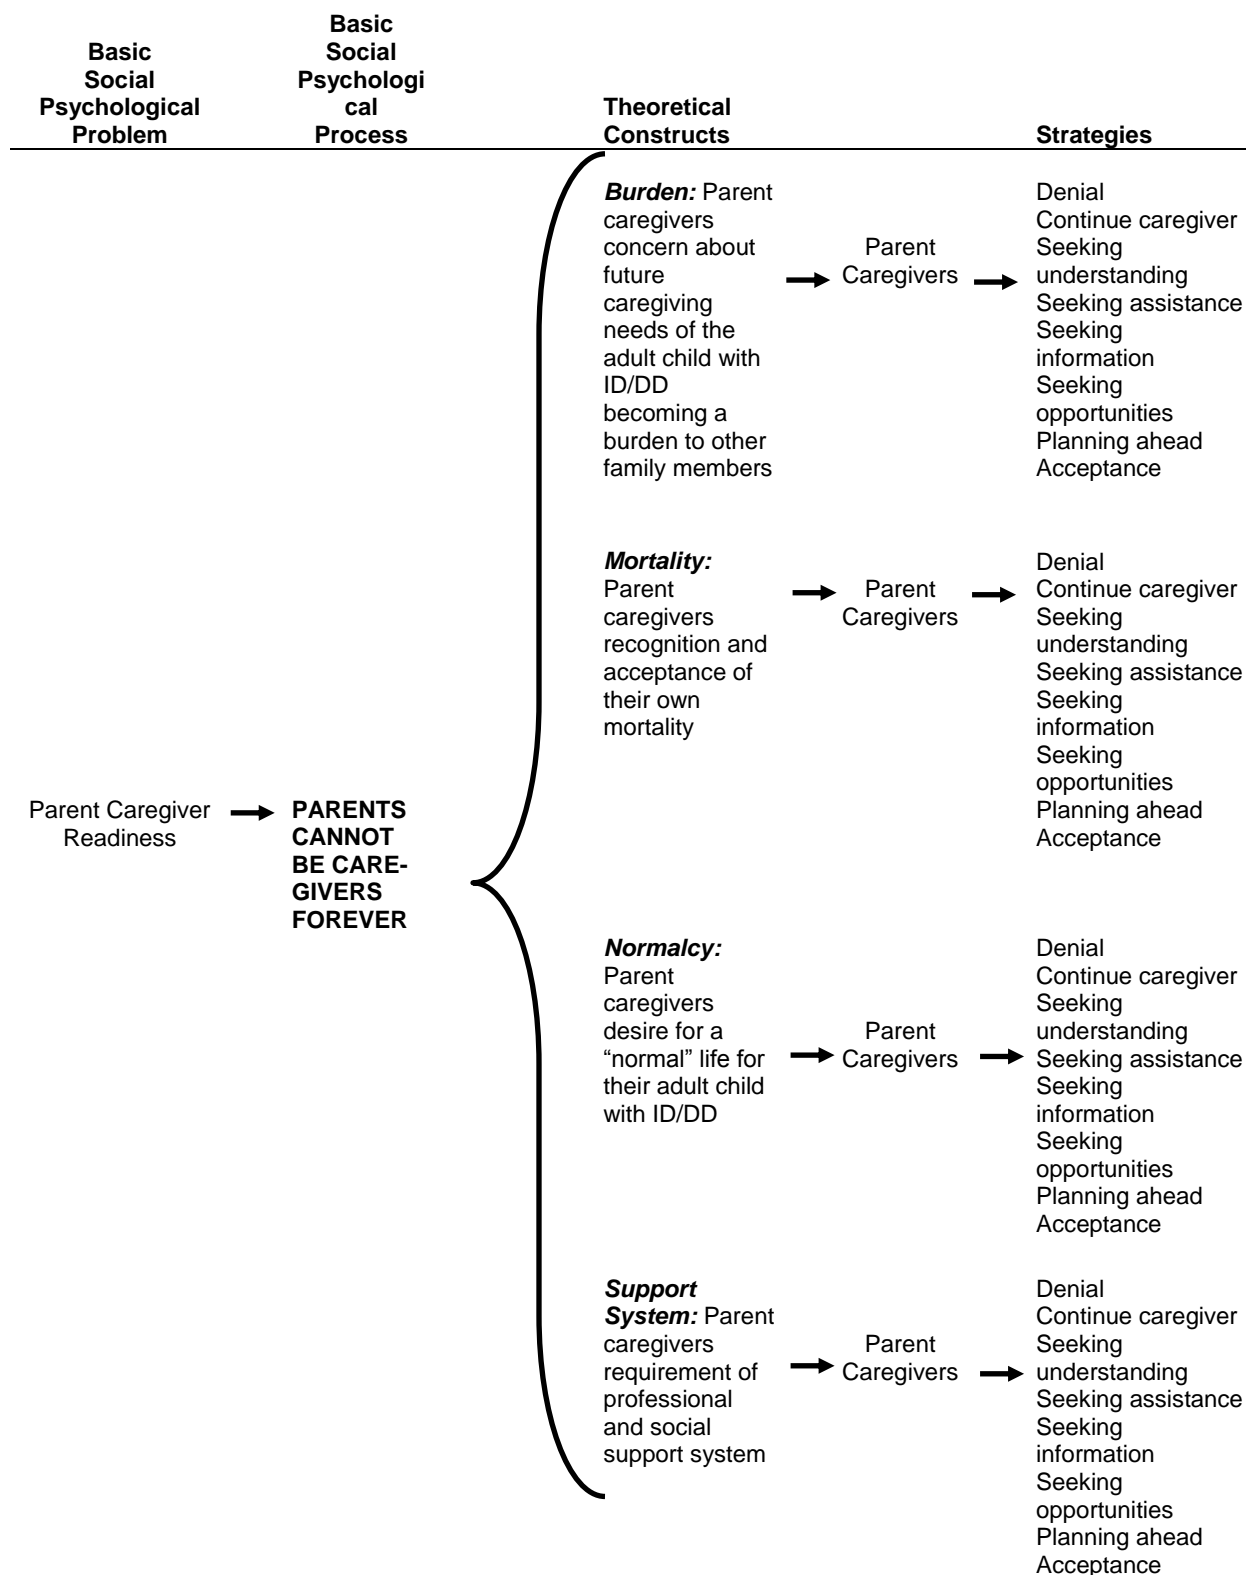 Basic
Social
Psychological
Problem
Basic
Social
Psychologi
cal
Process
Theoretical
Constructs
Strategies
Parent Caregiver
Readiness
PARENTS
CANNOT
BE CARE-
GIVERS
FOREVER
Burden: Parent
caregivers
concern about
future
caregiving
needs of the
adult child with
ID/DD
becoming a
burden to other
family members
Parent
Caregivers
Denial
Continue caregiver
Seeking
understanding
Seeking assistance
Seeking
information
Seeking
opportunities
Planning ahead
Acceptance
Mortality:
Parent
caregivers
recognition and
acceptance of
their own
mortality
Parent
Caregivers
Denial
Continue caregiver
Seeking
understanding
Seeking assistance
Seeking
information
Seeking
opportunities
Planning ahead
Acceptance
Normalcy:
Parent
caregivers
desire for a
“normal” life for
their adult child
with ID/DD
Parent
Caregivers
Denial
Continue caregiver
Seeking
understanding
Seeking assistance
Seeking
information
Seeking
opportunities
Planning ahead
Acceptance
Support
System: Parent
caregivers
requirement of
professional
and social
support system
Parent
Caregivers
Denial
Continue caregiver
Seeking
understanding
Seeking assistance
Seeking
information
Seeking
opportunities
Planning ahead
Acceptance